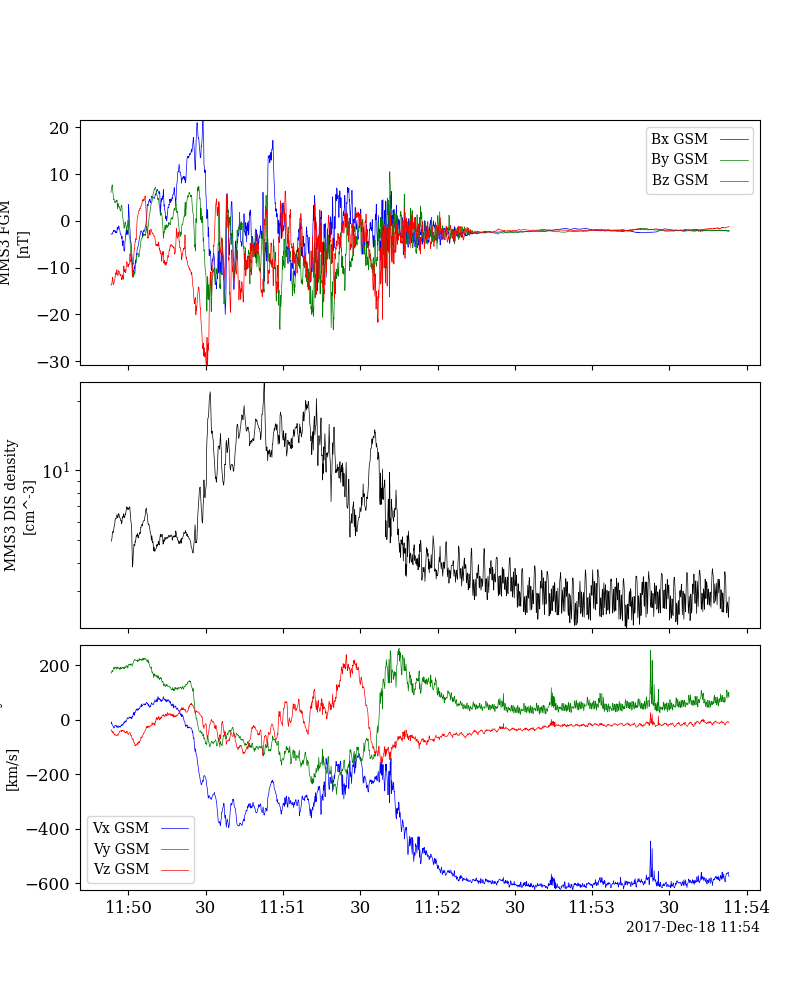 20
10
0
−10
−20
−30
MMS3 FGM
[nT]
Bx GSM
By GSM
Bz GSM
10^1
MMS3 DIS density
[cm^-3]
200
0
−200
−400
−600
[km/s]
Vx GSM
Vy GSM
Vz GSM
11:50 30 11:51 30 11:52 30 11:53 30 11:54
2017-Dec-18 11:54